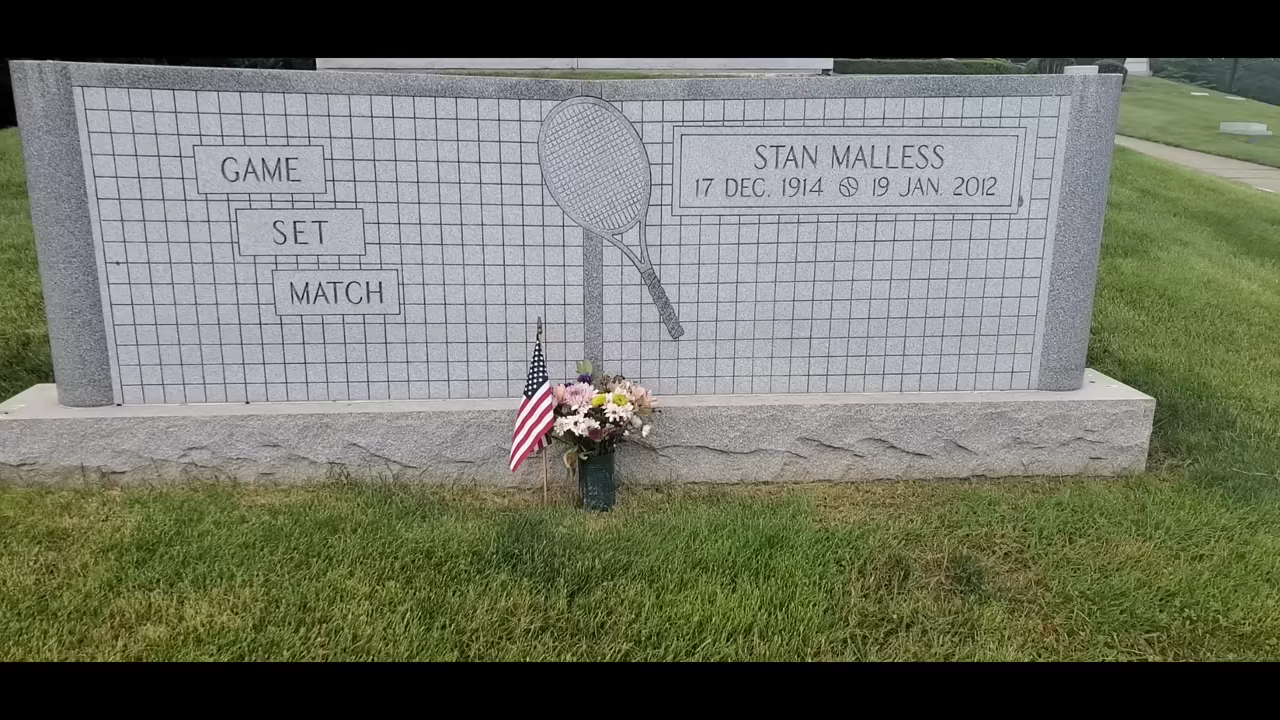 GAME
SET
MATCH
STAN MALLESS
17 DEC. 1914 19 JAN. 2012